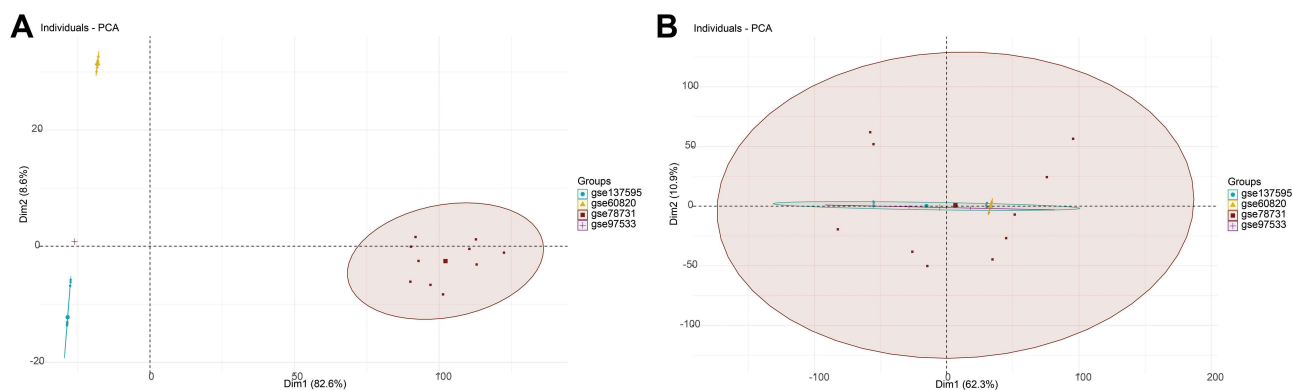 A
Individuals - PCA
20
0
-20
Dim2 (8.6%)
0
50
100
Dim1 (82.6%)
Groups
gse137595
gse60820
gse78731
gse97533
B
Individuals - PCA
100
50
0
-50
-100
Dim2 (10.9%)
-100
0
100
200
Dim1 (62.3%)
Groups
gse137595
gse60820
gse78731
gse97533